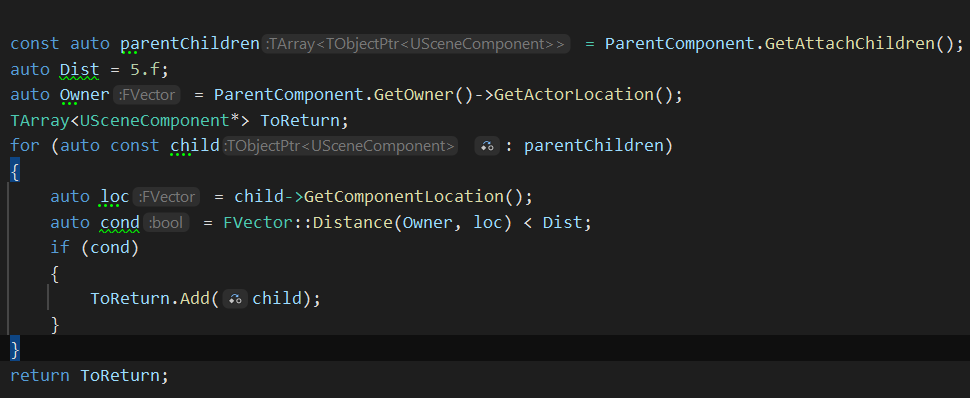 const auto parentChildren :TArray<TObjectPtr<USceneComponent>> = ParentComponent.GetAttachChildren();
auto Dist = 5.f;
auto Owner :FVector = ParentComponent.GetOwner()->GetActorLocation();
TArray<USceneComponent*> ToReturn;
for (auto const child :TObjectPtr<USceneComponent> : parentChildren)
{
    auto loc :FVector = child->GetComponentLocation();
    auto cond :bool = FVector::Distance(Owner, loc) < Dist;
    if (cond)
    {
        ToReturn.Add( child);
    }
}
return ToReturn;